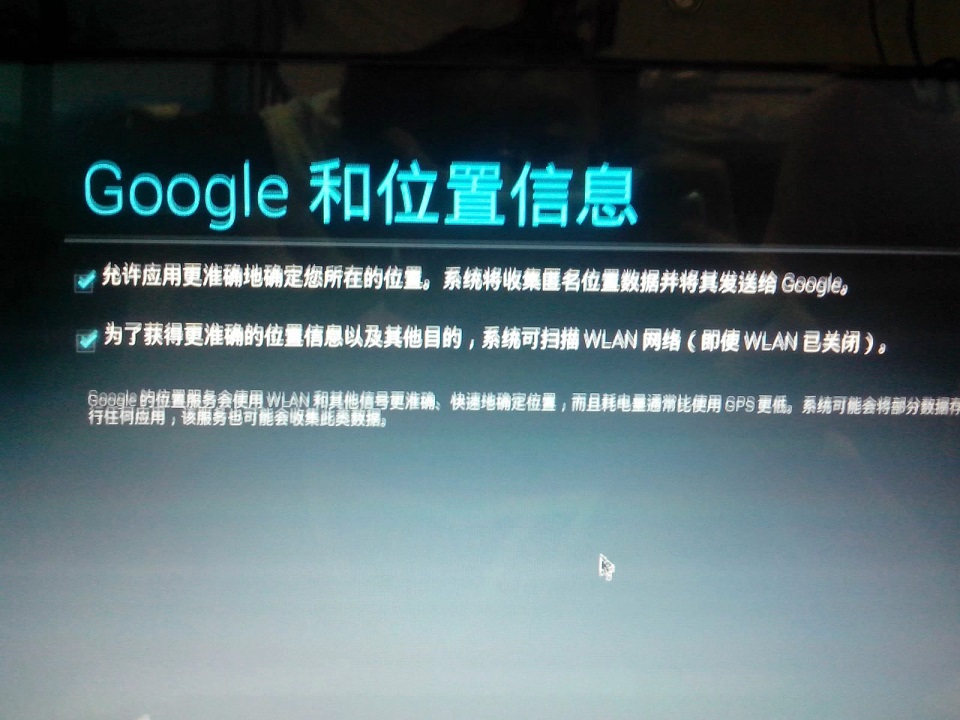 Google 和位置信息
允许应用更准确地确定您所在的位置。系统将收集匿名位置数据并将其发送给 Google。
为了获得更准确的位置信息以及其他目的，系统可扫描 WLAN 网络（即使 WLAN 已关闭）。
Google 的位置服务会使用 WLAN 和其他信号更准确、快速地确定位置，而且耗电量通常比使用 GPS 更低。系统可能会将部分数据存
行任何应用，该服务也可能会收集此类数据。